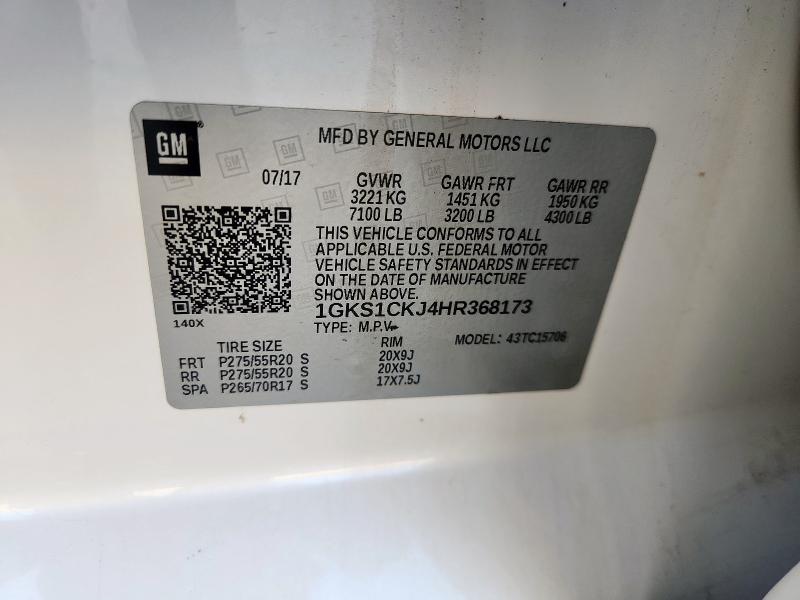 GM
MFD BY GENERAL MOTORS LLC
07/17 GVWR GAWR FRT GAWR RR
3221 KG 1451 KG 1950 KG
7100 LB 3200 LB 4300 LB
THIS VEHICLE CONFORMS TO ALL
APPLICABLE U.S. FEDERAL MOTOR
VEHICLE SAFETY STANDARDS IN EFFECT
ON THE DATE OF MANUFACTURE
SHOWN ABOVE.
1GKS1CKJ4HR368173
140X
TYPE: M.P.V. MODEL: 43TC15706
TIRE SIZE RIM
FRT P275/55R20 S 20X9J
RR P275/55R20 S 20X9J
SPA P265/70R17 S 17X7.5J